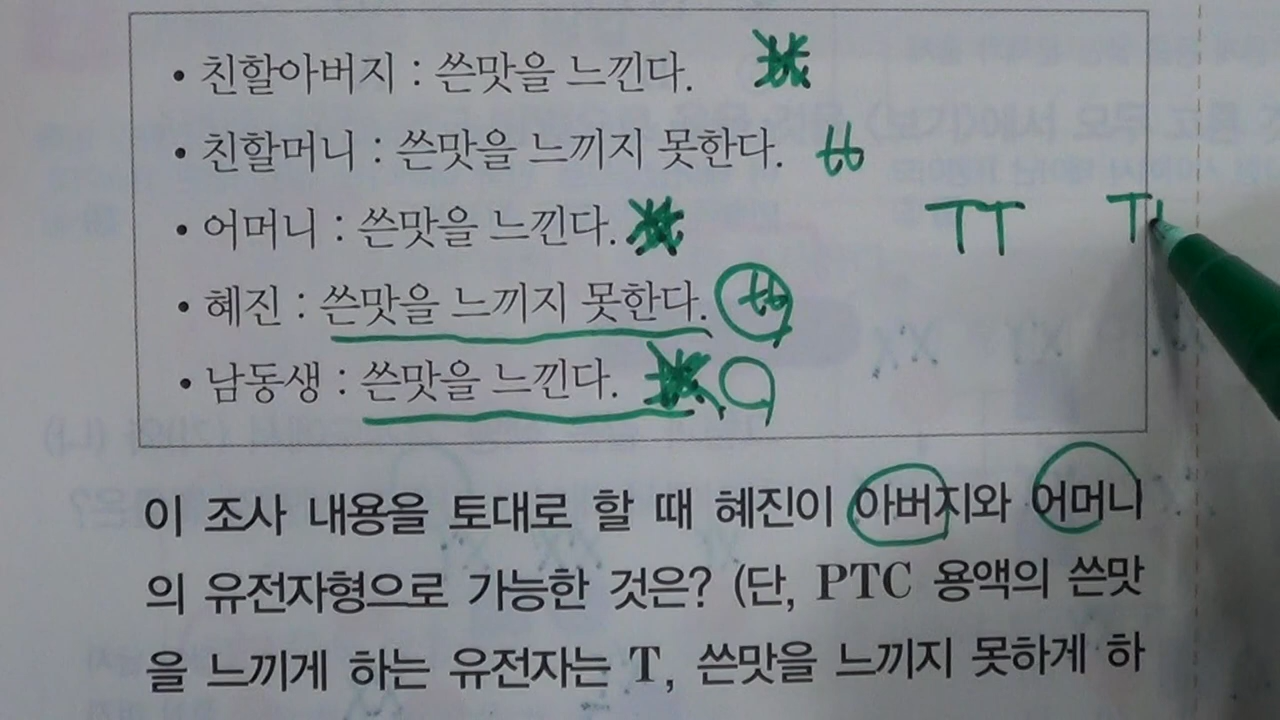 • 친할아버지 : 쓴맛을 느낀다.
• 친할머니 : 쓴맛을 느끼지 못한다. tt
TT T
• 어머니 : 쓴맛을 느낀다.
• 혜진 : 쓴맛을 느끼지 못한다. tt
• 남동생 : 쓴맛을 느낀다.
이 조사 내용을 토대로 할 때 혜진이 아버지와 어머니
의 유전자형으로 가능한 것은? (단, PTC 용액의 쓴맛
을 느끼게 하는 유전자는 T, 쓴맛을 느끼지 못하게 하